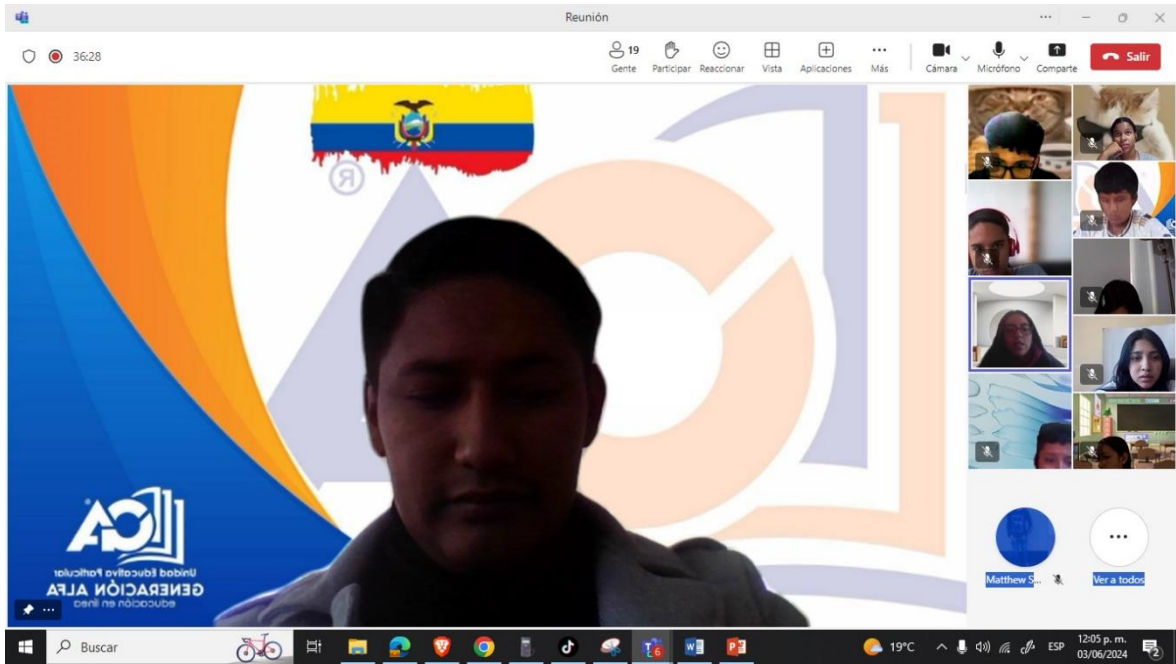 Reunión
36:28
19
Gente
Participar
Reaccionar
Vista
Aplicaciones
Más
Cámara
Micrófono
Comparte
Salir
®
CA
Unidad Educativa Particular
GENERACIÓN ALFA
educación en línea
Matthew S...
Ver a todos
Buscar
19°C
ESP
12:05 p. m.
03/06/2024